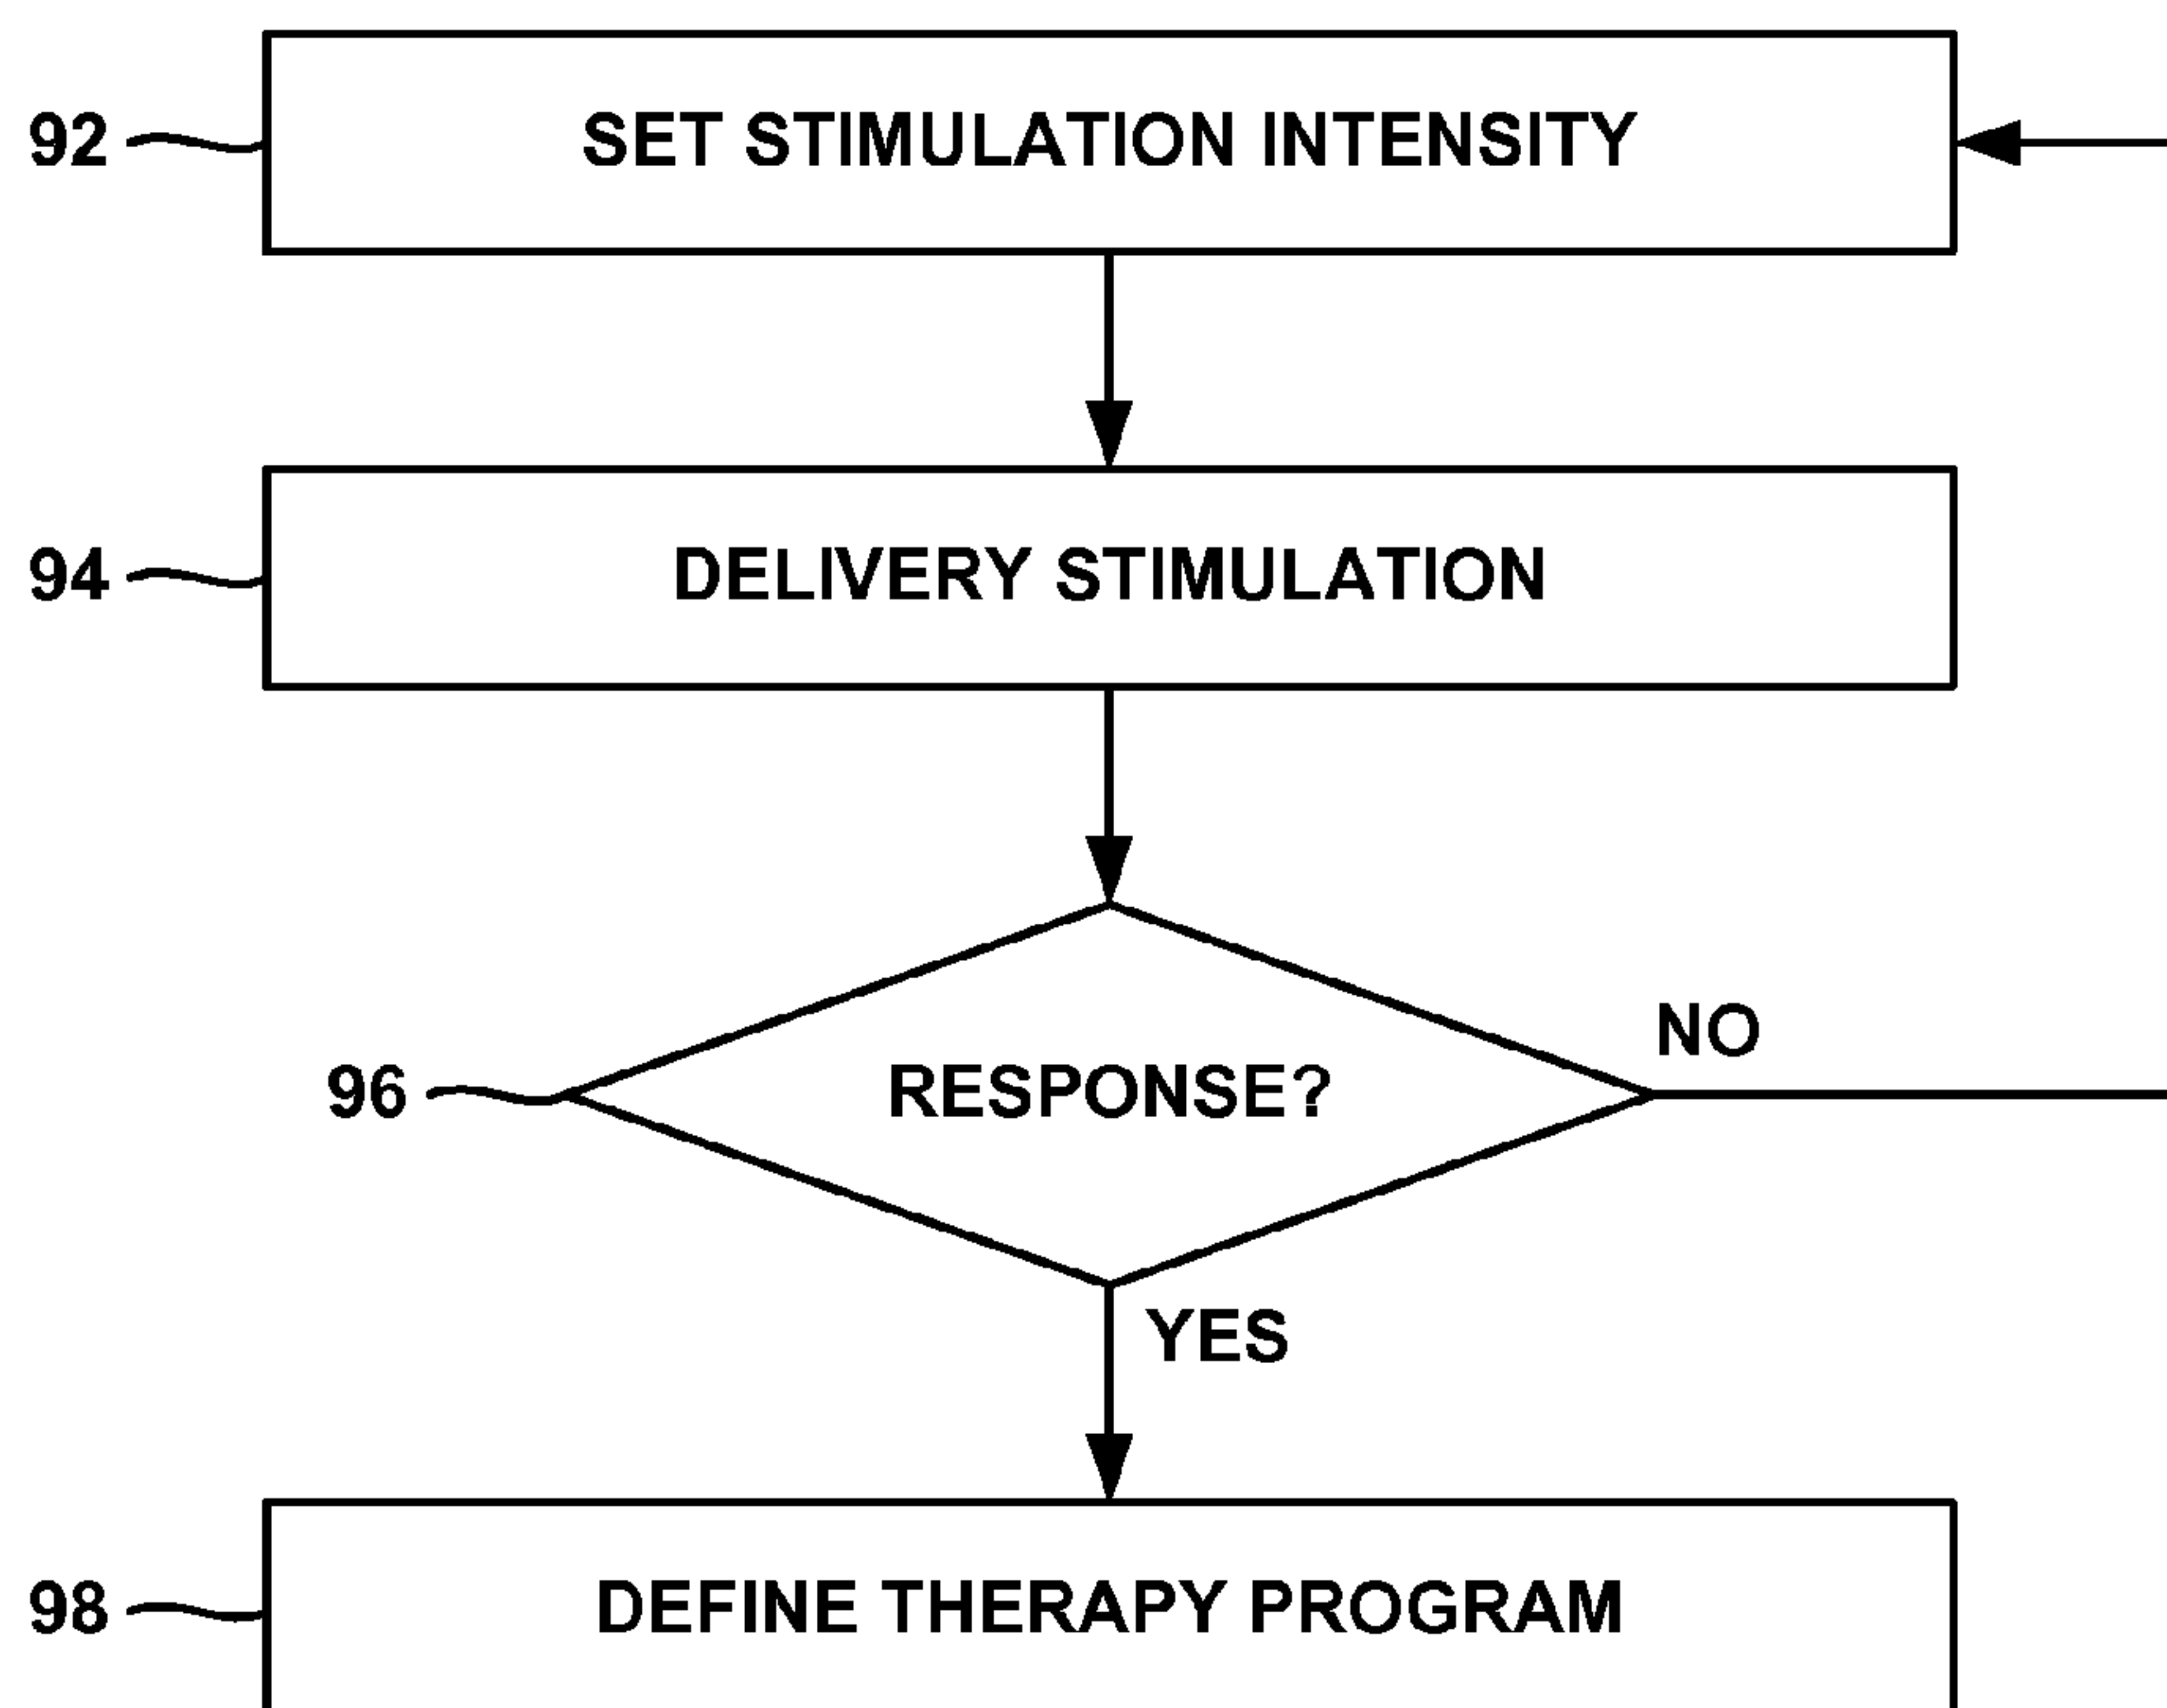 92 SET STIMULATION INTENSITY
94 DELIVERY STIMULATION
NO
96 RESPONSE?
YES
98 DEFINE THERAPY PROGRAM